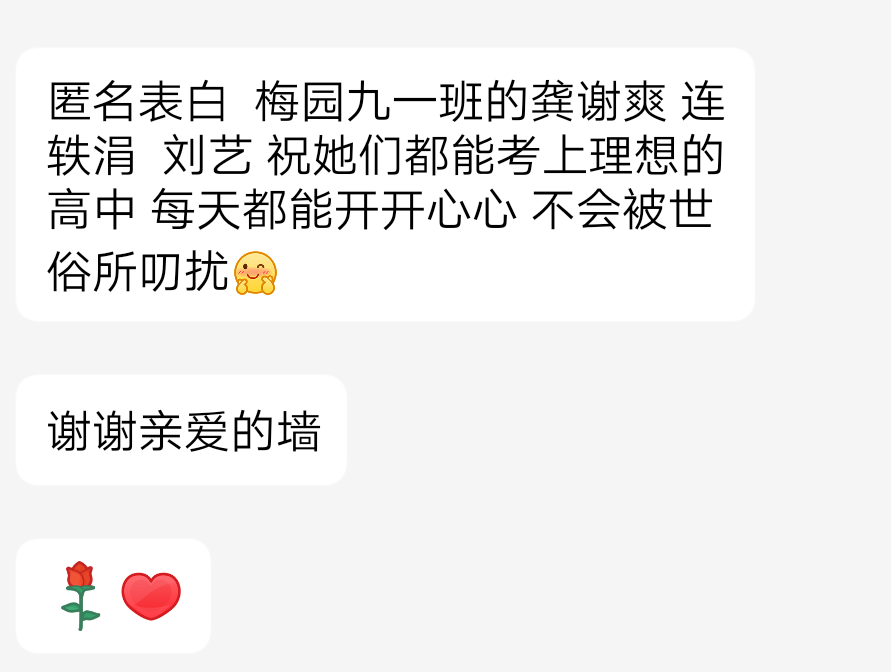 匿名表白  梅园九一班的龚谢爽 连
轶涓  刘艺 祝她们都能考上理想的
高中 每天都能开开心心 不会被世
俗所叨扰🤗
谢谢亲爱的墙
🌹❤️